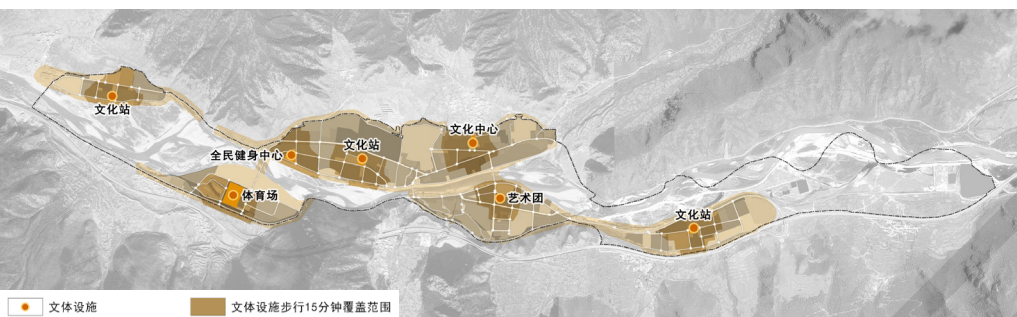 文化站
文化中心
文化站
全民健身中心
体育场
艺术团
文化站
文体设施
文体设施步行15分钟覆盖范围